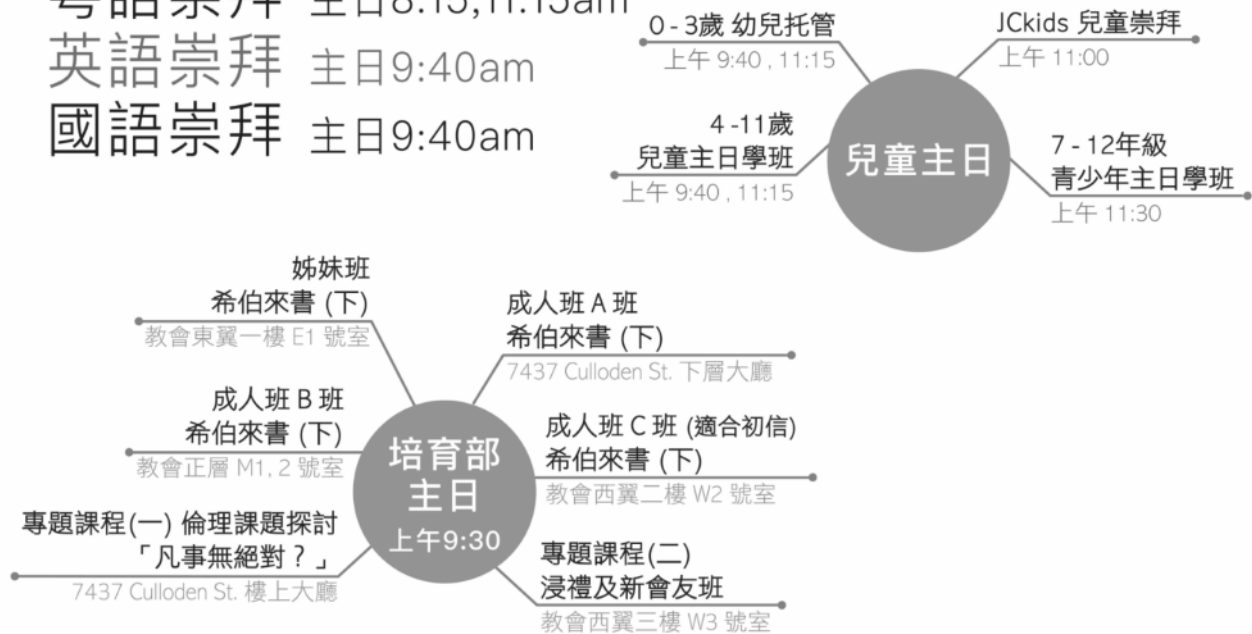 粵語崇拜 主日8:15,11:15am
英語崇拜 主日9:40am
國語崇拜 主日9:40am
0 - 3歲 幼兒托管
上午 9:40 , 11:15
JCkids 兒童崇拜
上午 11:00
4 -11歲
兒童主日學班
上午 9:40 , 11:15
兒童主日
7 - 12年級
青少年主日學班
上午 11:30
姊妹班
希伯來書 (下)
教會東翼一樓 E1 號室
成人班 A 班
希伯來書 (下)
7437 Culloden St. 下層大廳
成人班 B 班
希伯來書 (下)
教會正層 M1, 2 號室
培育部
主日
上午9:30
成人班 C 班 (適合初信)
希伯來書 (下)
教會西翼二樓 W2 號室
專題課程(一) 倫理課題探討
「凡事無絕對？」
7437 Culloden St. 樓上大廳
專題課程(二)
浸禮及新會友班
教會西翼三樓 W3 號室